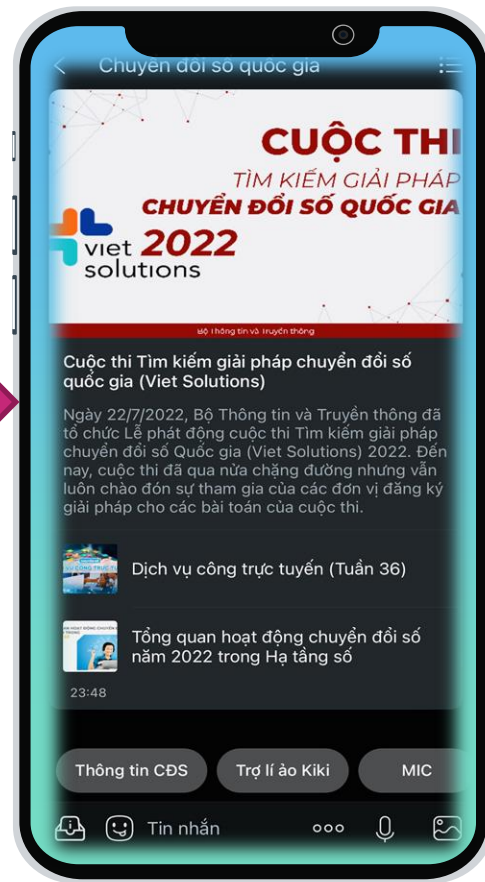 Chuyển đổi số quốc gia
CUỘC THI
TÌM KIẾM GIẢI PHÁP
CHUYỂN ĐỔI SỐ QUỐC GIA
2022
viet
solutions
Bộ Thông tin và Truyền thông
Cuộc thi Tìm kiếm giải pháp chuyển đổi số
quốc gia (Viet Solutions)
Ngày 22/7/2022, Bộ Thông tin và Truyền thông đã
tổ chức Lễ phát động cuộc thi Tìm kiếm giải pháp
chuyển đổi số Quốc gia (Viet Solutions) 2022. Đến
nay, cuộc thi đã qua nửa chặng đường nhưng vẫn
luôn chào đón sự tham gia của các đơn vị đăng ký
giải pháp cho các bài toán của cuộc thi.
Dịch vụ công trực tuyến (Tuần 36)
Tổng quan hoạt động chuyển đổi số
năm 2022 trong Hạ tầng số
23:48
Thông tin CĐS
Trợ lí ảo Kiki
MIC
Tin nhắn